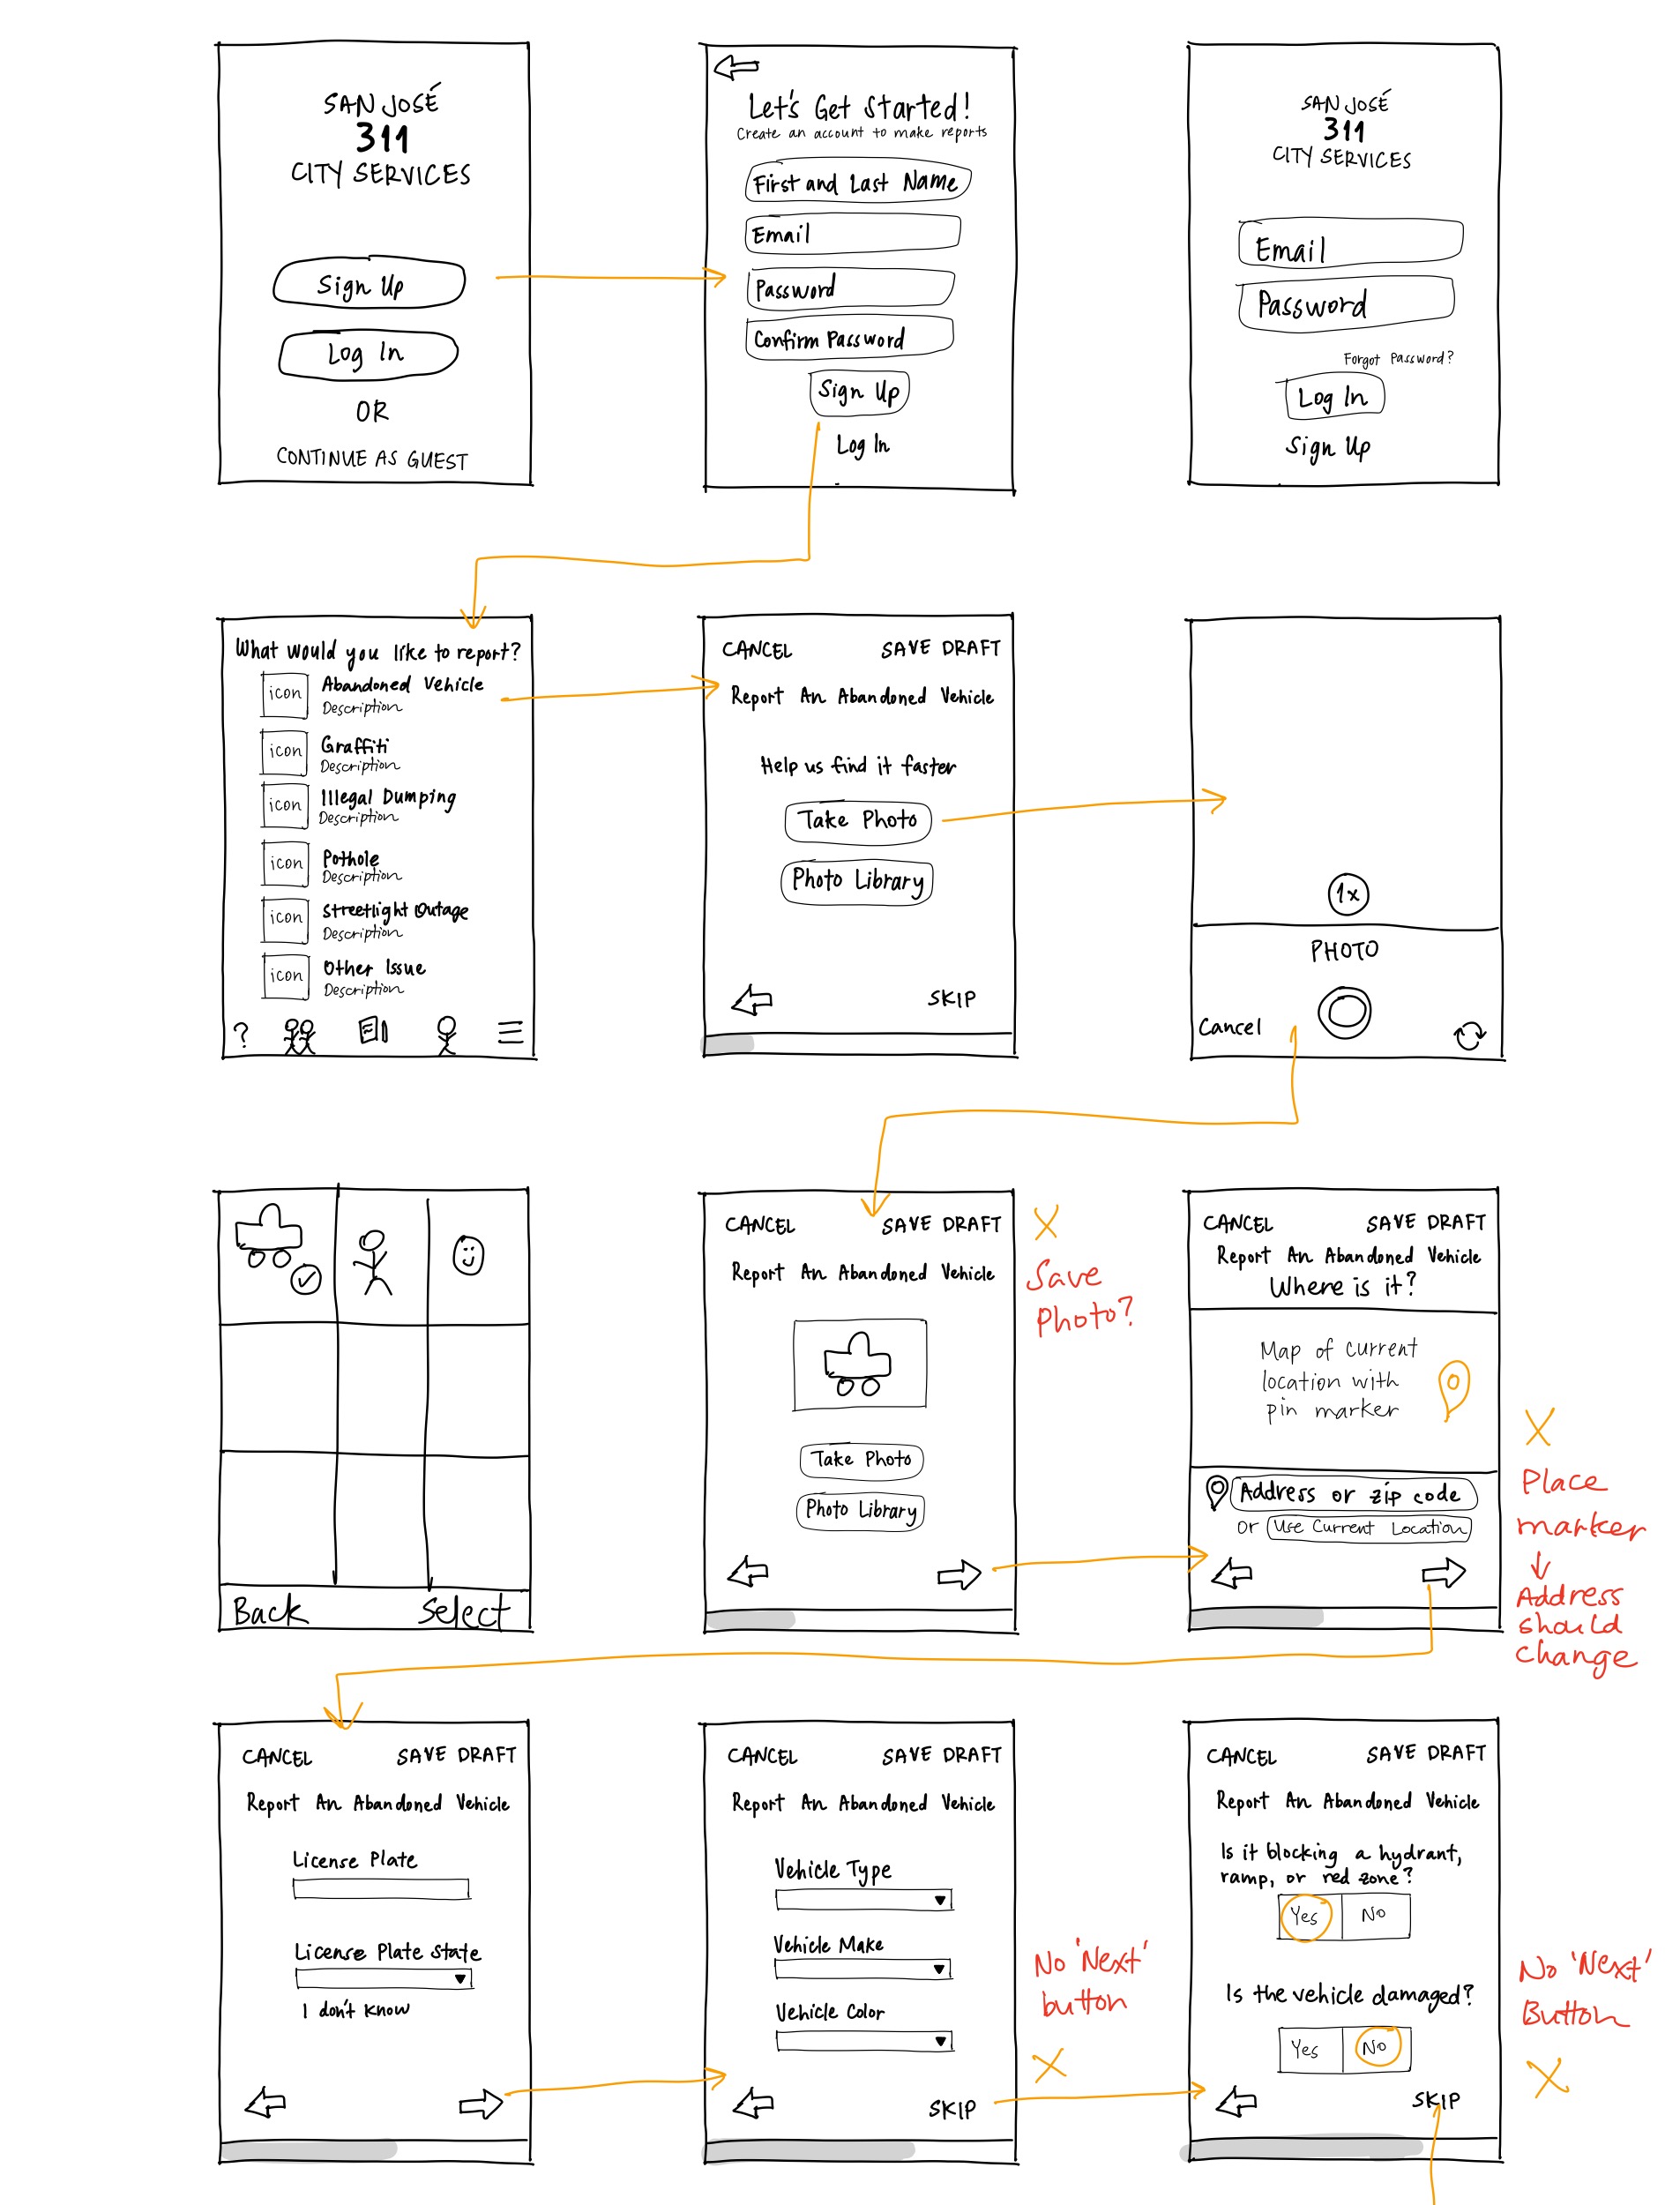 SAN JOSÉ
311
CITY SERVICES
Sign Up
Log In
OR
CONTINUE AS GUEST
Let's Get Started!
Create an account to make reports
First and Last Name
Email
Password
Confirm Password
Sign Up
Log In
SAN JOSÉ
311
CITY SERVICES
Email
Password
Forgot Password?
Log In
Sign Up
What would you like to report?
icon
Abandoned Vehicle
Description
icon
Graffiti
Description
icon
Illegal Dumping
Description
icon
Pothole
Description
icon
Streetlight Outage
Description
icon
Other Issue
Description
?
CANCEL SAVE DRAFT
Report An Abandoned Vehicle
Help us find it faster
Take Photo
Photo Library
SKIP
1x
PHOTO
Cancel
Back Select
CANCEL SAVE DRAFT
Report An Abandoned Vehicle
Take Photo
Photo Library
X
Save
Photo?
CANCEL SAVE DRAFT
Report An Abandoned Vehicle
Where is it?
Map of current
location with
pin marker
Address or zip code
or Use Current Location
X
Place
marker
Address
should
change
CANCEL SAVE DRAFT
Report An Abandoned Vehicle
License Plate
License Plate State
I don't know
CANCEL SAVE DRAFT
Report An Abandoned Vehicle
Vehicle Type
Vehicle Make
Vehicle Color
SKIP
No 'Next'
button
X
CANCEL SAVE DRAFT
Report An Abandoned Vehicle
Is it blocking a hydrant,
ramp, or red zone?
Yes No
Is the vehicle damaged?
Yes No
SKIP
No 'Next'
Button
X